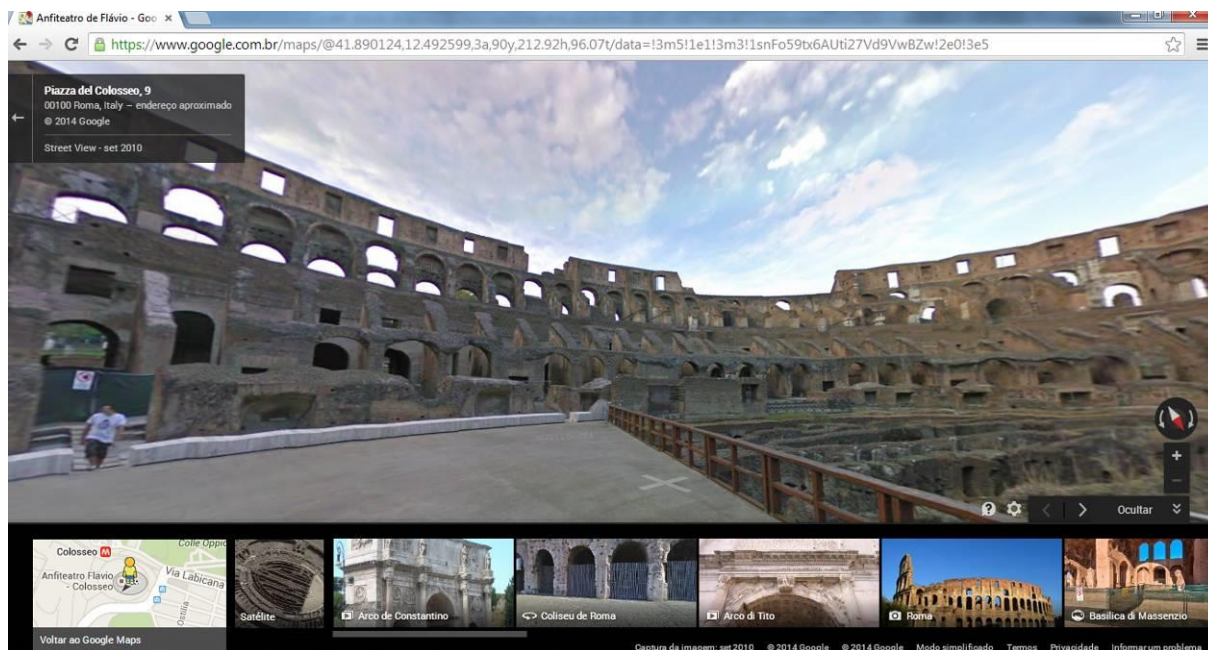 Anfiteatro de Flávio - Goo
https://www.google.com.br/maps/@41.890124,12.492599,3a,90y,212.92h,96.07t/data=!3m5!1e1!3m3!1snFo59tx6AUti27Vd9VwBZw!2e0!3e5
Piazza del Colosseo, 9
00100 Roma, Italy – endereço aproximado
© 2014 Google
Street View - set 2010
Ocultar
Colosseo M
Colle Oppio
Anfiteatro Flavio
- Colosseo
Via Labicana
Ostilia
Voltar ao Google Maps
Satélite
Arco de Constantino
Coliseu de Roma
Arco di Tito
Roma
Basilica di Massenzio
Captura da imagem: set 2010 © 2014 Google © 2014 Google Modo simplificado Termos Privacidade Informar um problema